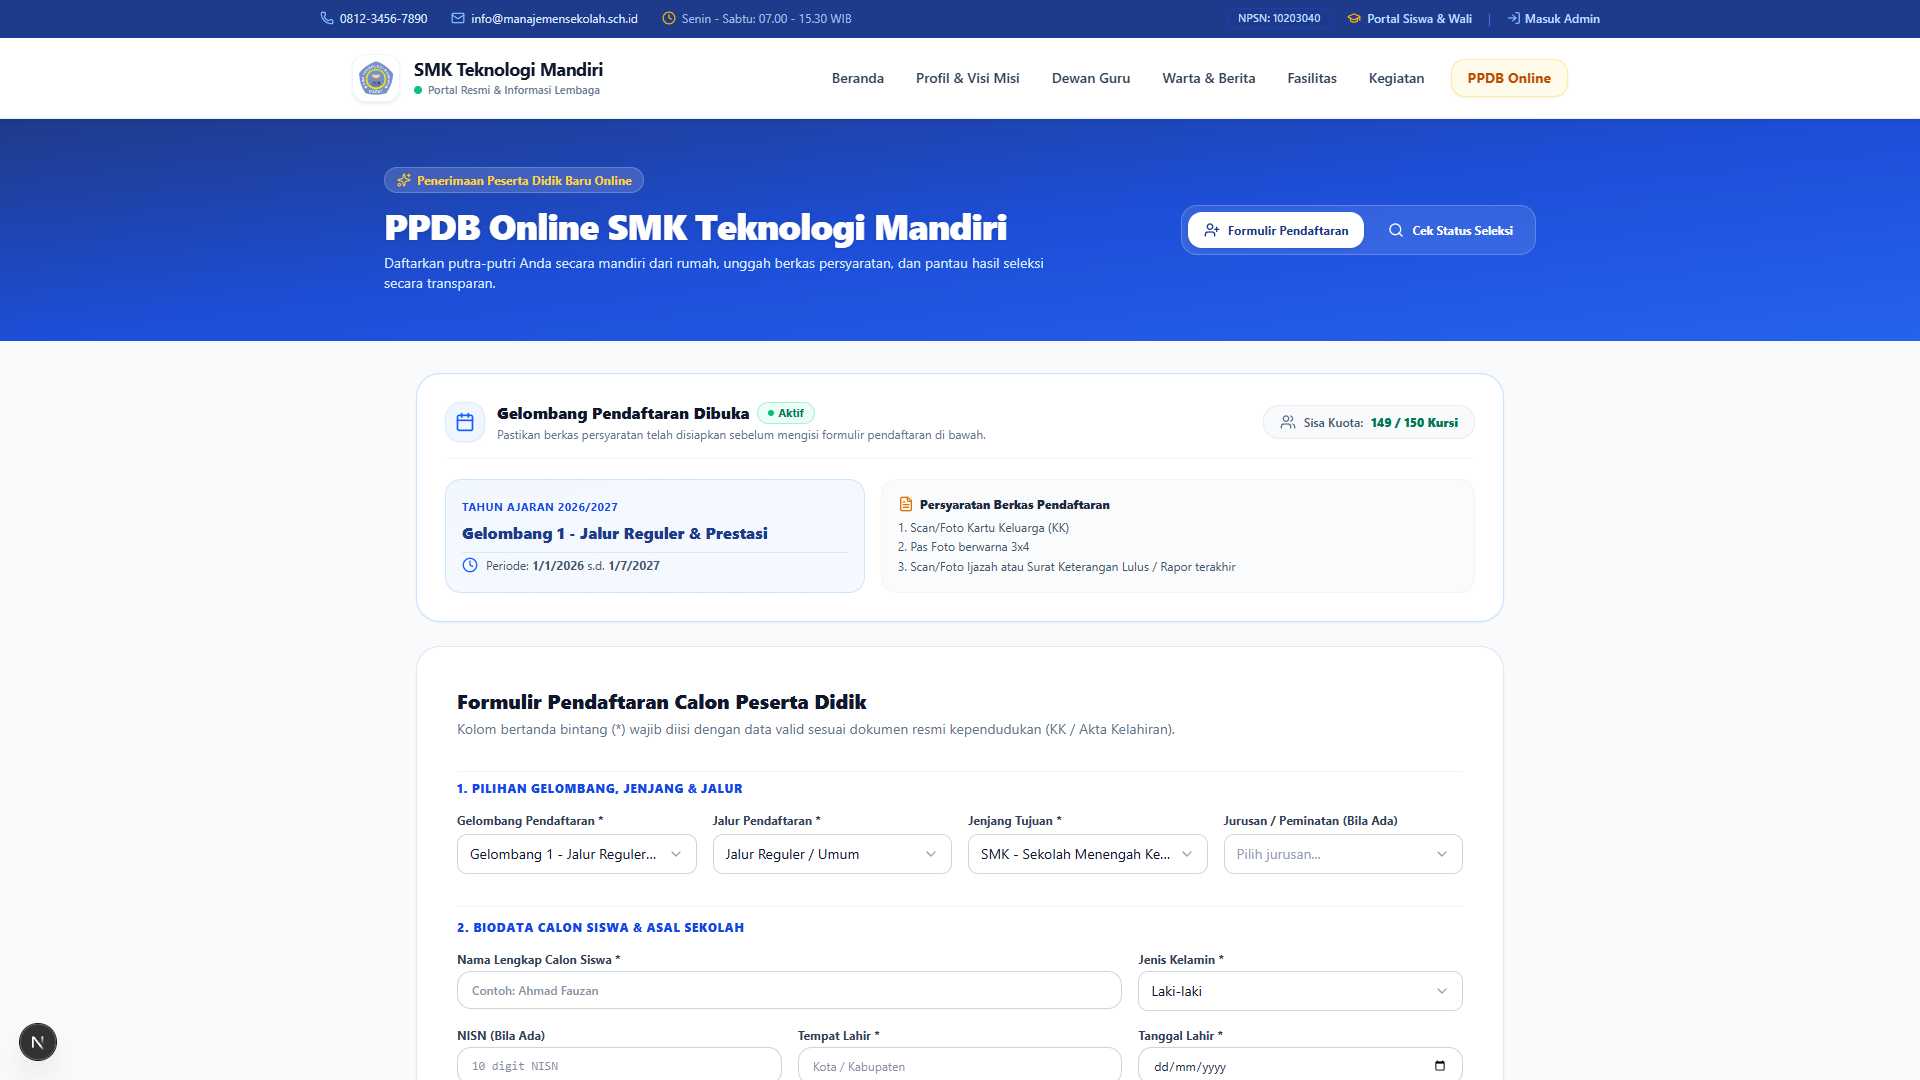 0812-3456-7890
info@manajemensekolah.sch.id
Senin - Sabtu: 07.00 - 15.30 WIB
NPSN: 10203040
Portal Siswa & Wali
|
Masuk Admin
SMK Teknologi Mandiri
Portal Resmi & Informasi Lembaga
Beranda
Profil & Visi Misi
Dewan Guru
Warta & Berita
Fasilitas
Kegiatan
PPDB Online
Penerimaan Peserta Didik Baru Online
PPDB Online SMK Teknologi Mandiri
Daftarkan putra-putri Anda secara mandiri dari rumah, unggah berkas persyaratan, dan pantau hasil seleksi
secara transparan.
Formulir Pendaftaran
Cek Status Seleksi
Gelombang Pendaftaran Dibuka
Aktif
Pastikan berkas persyaratan telah disiapkan sebelum mengisi formulir pendaftaran di bawah.
Sisa Kuota: 149 / 150 Kursi
TAHUN AJARAN 2026/2027
Gelombang 1 - Jalur Reguler & Prestasi
Periode: 1/1/2026 s.d. 1/7/2027
Persyaratan Berkas Pendaftaran
1. Scan/Foto Kartu Keluarga (KK)
2. Pas Foto berwarna 3x4
3. Scan/Foto Ijazah atau Surat Keterangan Lulus / Rapor terakhir
Formulir Pendaftaran Calon Peserta Didik
Kolom bertanda bintang (*) wajib diisi dengan data valid sesuai dokumen resmi kependudukan (KK / Akta Kelahiran).
1. PILIHAN GELOMBANG, JENJANG & JALUR
Gelombang Pendaftaran *
Gelombang 1 - Jalur Reguler...
Jalur Pendaftaran *
Jalur Reguler / Umum
Jenjang Tujuan *
SMK - Sekolah Menengah Ke...
Jurusan / Peminatan (Bila Ada)
Pilih jurusan...
2. BIODATA CALON SISWA & ASAL SEKOLAH
Nama Lengkap Calon Siswa *
Contoh: Ahmad Fauzan
Jenis Kelamin *
Laki-laki
NISN (Bila Ada)
10 digit NISN
Tempat Lahir *
Kota / Kabupaten
Tanggal Lahir *
dd/mm/yyyy
N